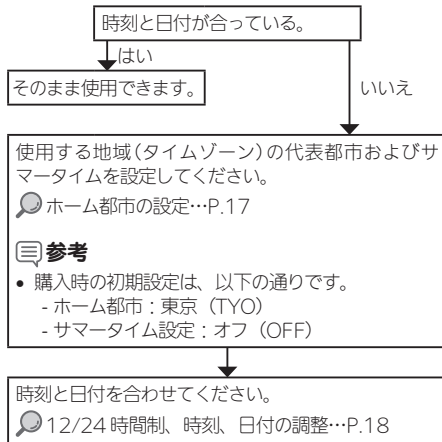 時刻と日付が合っている。
はい
そのまま使用できます。
いいえ
使用する地域（タイムゾーン）の代表都市およびサ
マータイムを設定してください。
ホーム都市の設定…P.17
参考
• 購入時の初期設定は、以下の通りです。
- ホーム都市：東京（TYO）
- サマータイム設定：オフ（OFF）
時刻と日付を合わせてください。
12/24 時間制、時刻、日付の調整…P.18